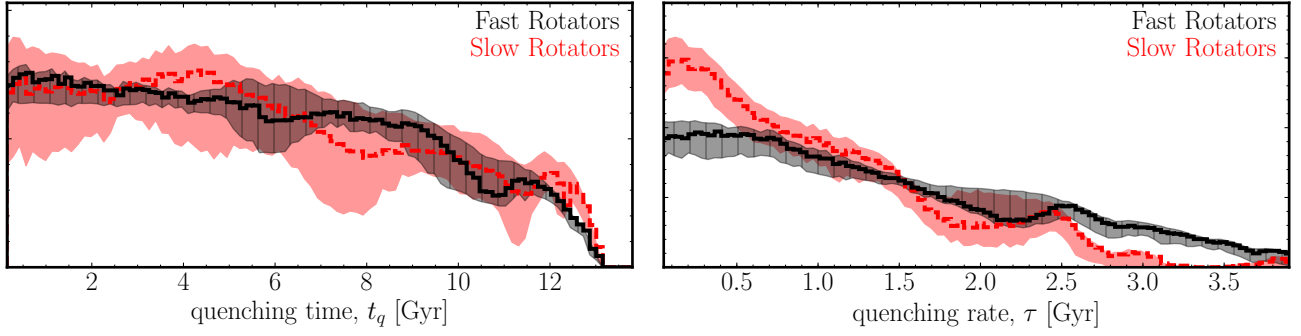 Fast Rotators
Slow Rotators
2 4 6 8 10 12
quenching time, t_q [Gyr]
Fast Rotators
Slow Rotators
0.5 1.0 1.5 2.0 2.5 3.0 3.5
quenching rate, τ [Gyr]